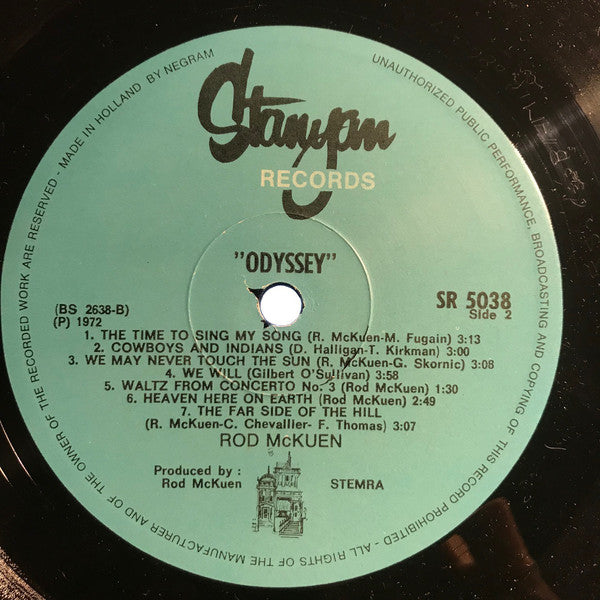 Stanyan
RECORDS
"ODYSSEY"
(BS 2638-B)
(P) 1972
SR 5038
Side 2
1. THE TIME TO SING MY SONG (R. McKuen-M. Fugain) 3:13
2. COWBOYS AND INDIANS (D. Halligan-T. Kirkman) 3:00
3. WE MAY NEVER TOUCH THE SUN (R. McKuen-G. Skornic) 3:08
4. WE WILL (Gilbert O'Sullivan) 3:58
5. WALTZ FROM CONCERTO No. 3 (Rod McKuen) 1:30
6. HEAVEN HERE ON EARTH (Rod McKuen) 2:49
7. THE FAR SIDE OF THE HILL
(R. McKuen-C. Chevallier- F. Thomas) 3:07
ROD McKUEN
Produced by :
Rod McKuen
STEMRA
UNAUTHORIZED PUBLIC PERFORMANCE, BROADCASTING AND COPYING OF THIS RECORD PROHIBITED - ALL RIGHTS OF THE MANUFACTURER AND OF THE OWNER OF THE RECORDED WORK ARE RESERVED - MADE IN HOLLAND BY NEGRAM